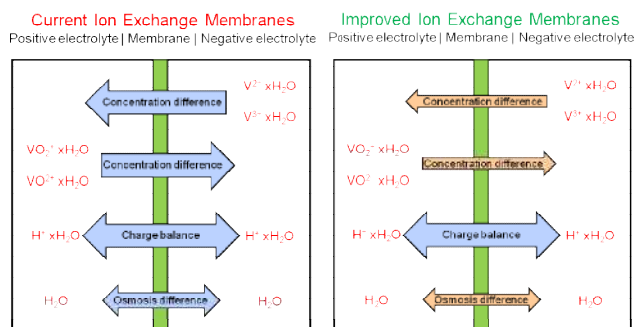 Current Ion Exchange Membranes
Positive electrolyte | Membrane | Negative electrolyte
V²⁺ xH₂O
Concentration difference
V³⁺ xH₂O
VO₂⁺ xH₂O
Concentration difference
VO²⁺ xH₂O
H⁺ xH₂O
Charge balance
H⁺ xH₂O
H₂O
Osmosis difference
H₂O
Improved Ion Exchange Membranes
Positive electrolyte | Membrane | Negative electrolyte
V²⁺ xH₂O
Concentration difference
V³⁺ xH₂O
VO₂⁺ xH₂O
Concentration difference
VO²⁺ xH₂O
H⁺ xH₂O
Charge balance
H⁺ xH₂O
H₂O
Osmosis difference
H₂O